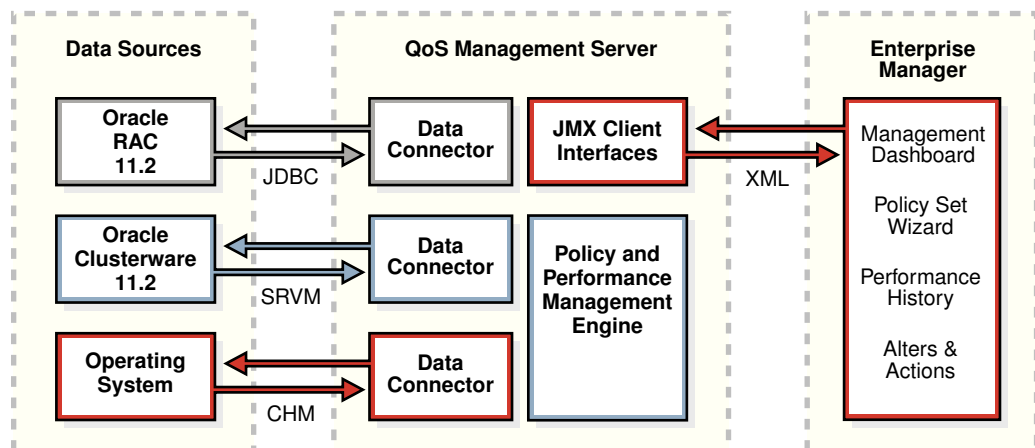 Data Sources
Oracle
RAC
11.2
JDBC
Oracle
Clusterware
11.2
SRVM
Operating
System
CHM
QoS Management Server
Data
Connector
Data
Connector
Data
Connector
JMX Client
Interfaces
Policy and
Performance
Management
Engine
XML
Enterprise
Manager
Management
Dashboard
Policy Set
Wizard
Performance
History
Alters &
Actions